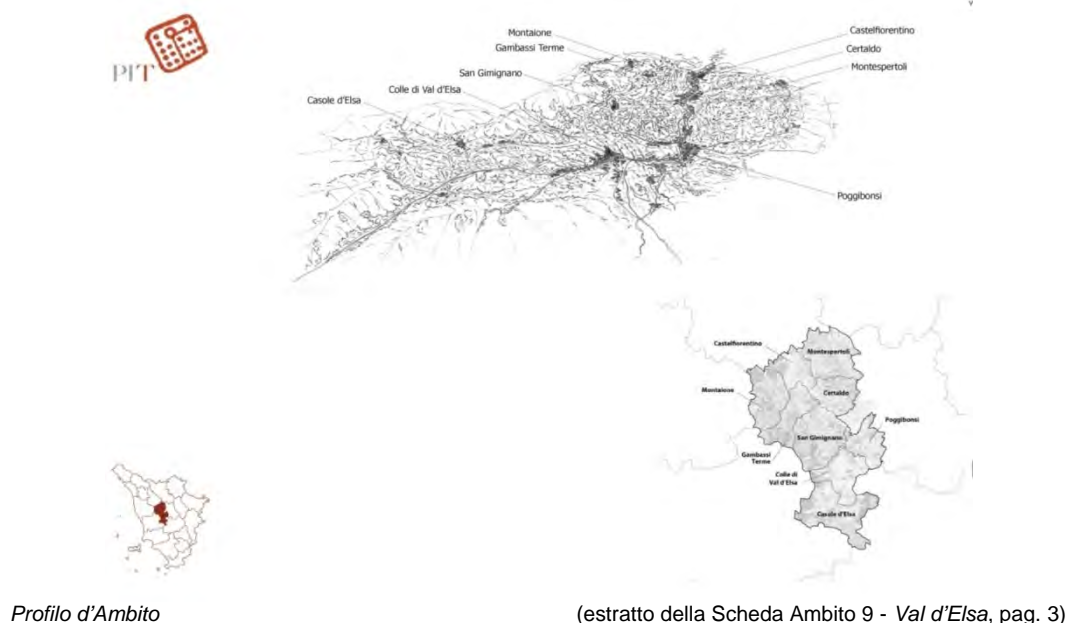 PIT
Montaione
Gambassi Terme
San Gimignano
Colle di Val d'Elsa
Casole d'Elsa
Castelfiorentino
Certaldo
Montespertoli
Poggibonsi
Castelfiorentino
Montespertoli
Montaione
Certaldo
Poggibonsi
San Gimignano
Gambassi
Terme
Colle di
Val d'Elsa
Casole d'Elsa
Profilo d'Ambito
(estratto della Scheda Ambito 9 - Val d'Elsa, pag. 3)